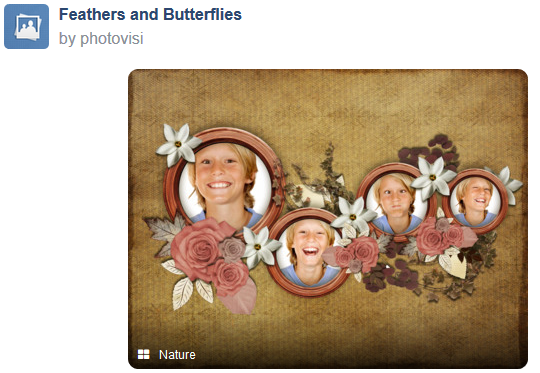 Feathers and Butterflies
by photovisi
Nature